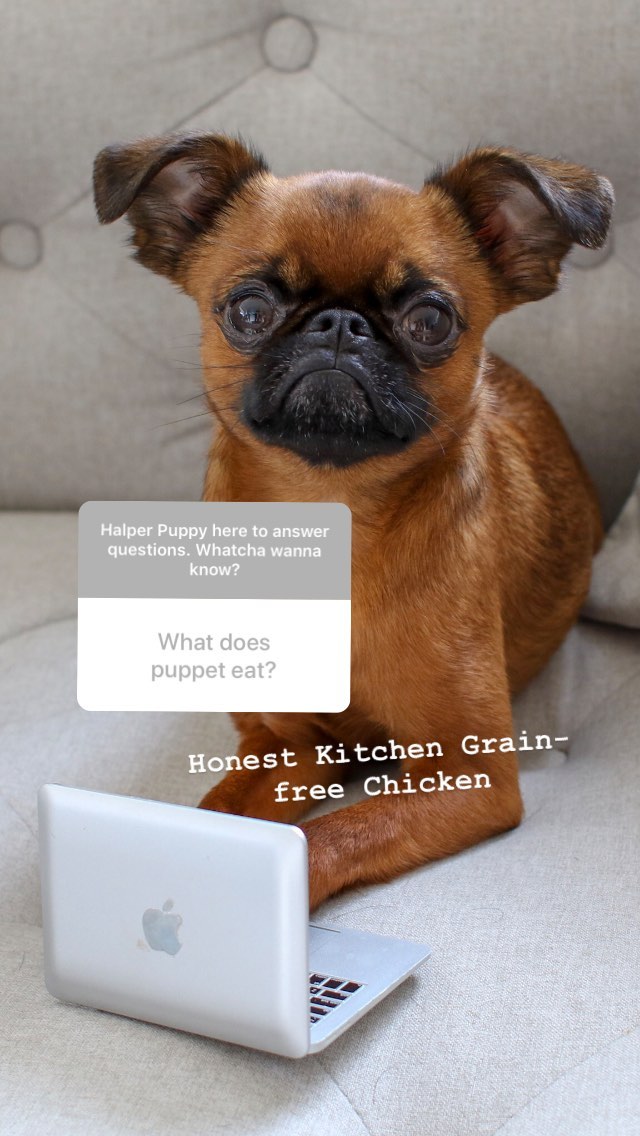 Halper Puppy here to answer
questions. Whatcha wanna
know?
What does
puppet eat?
Honest Kitchen Grain-
free Chicken